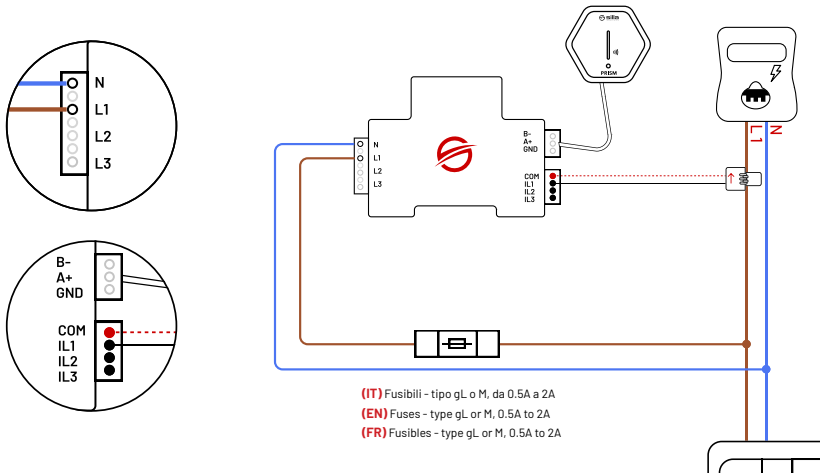 N
L1
L2
L3
B-
A+
GND
COM
IL1
IL2
IL3
silla
PRISM
N
L1
L2
L3
B-
A+
GND
COM
IL1
IL2
IL3
L1
N
(IT) Fusibili - tipo gL o M, da 0.5A a 2A
(EN) Fuses - type gL or M, 0.5A to 2A
(FR) Fusibles - type gL or M, 0.5A to 2A